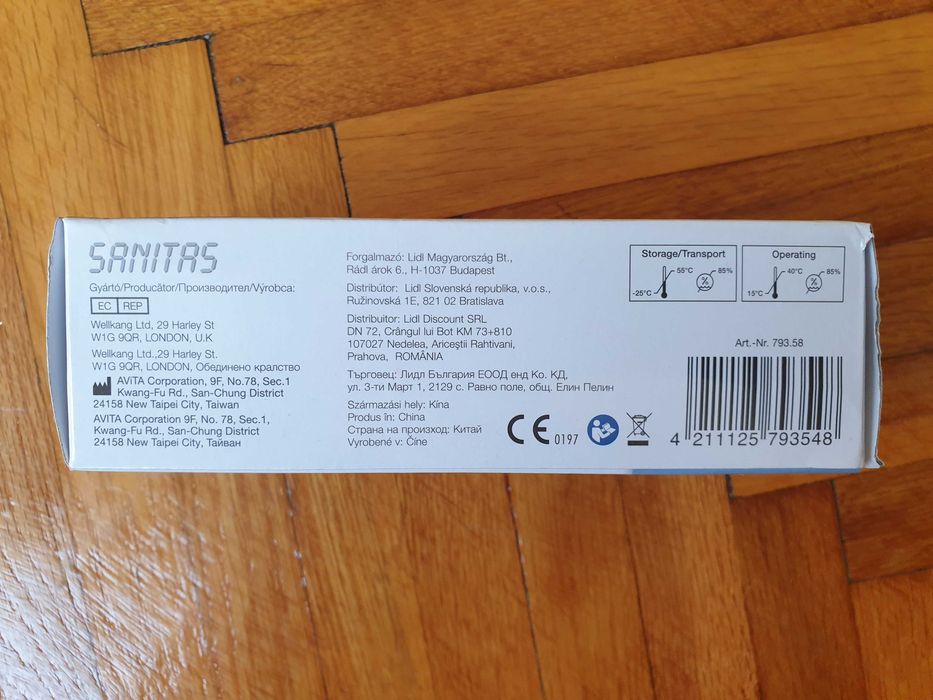 SANITAS
Gyártó/Producător/Производител/Výrobca:
EC REP
Wellkang Ltd, 29 Harley St
W1G 9QR, LONDON, U.K
Wellkang Ltd.,29 Harley St.
W1G 9QR, LONDON, Обединено кралство
AViTA Corporation, 9F, No.78, Sec.1
Kwang-Fu Rd., San-Chung District
24158 New Taipei City, Taiwan
AVITA Corporation 9F, No. 78, Sec.1,
Kwang-Fu Rd., San-Chung District
24158 New Taipei City, Тайван
Forgalmazó: Lidl Magyarország Bt.,
Rádl árok 6., H-1037 Budapest
Distribútor: Lidl Slovenská republika, v.o.s.,
Ružinovská 1E, 821 02 Bratislava
Distribuitor: Lidl Discount SRL
DN 72, Crângul lui Bot KM 73+810
107027 Nedelea, Ariceştii Rahtivani,
Prahova, ROMÂNIA
Търговец: Лидл България ЕООД енд Ко. КД,
ул. 3-ти Март 1, 2129 с. Равно поле, общ. Елин Пелин
Származási hely: Kína
Produs în: China
Страна на произход: Китай
Vyrobené v: Číne
CE 0197
Storage/Transport
55°C 85%
-25°C %
Operating
40°C 85%
15°C %
Art.-Nr. 793.58
4 211125 793548